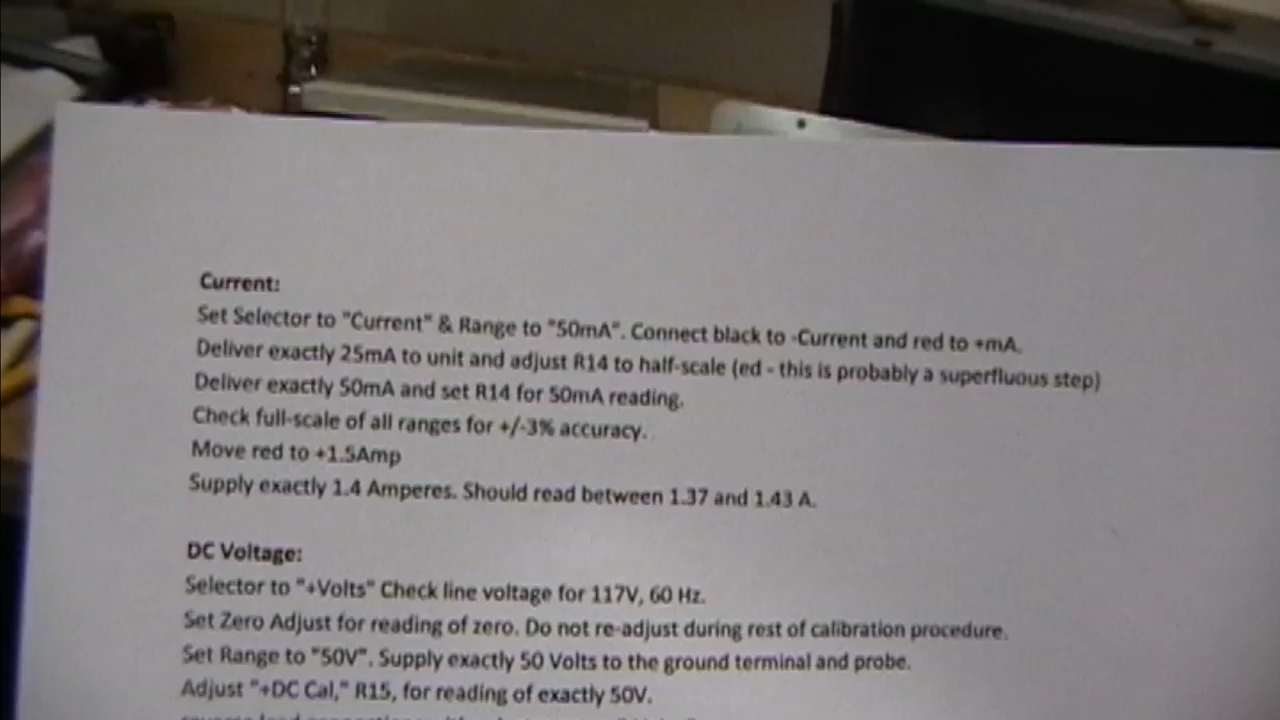 Current:
Set Selector to "Current" & Range to "50mA". Connect black to -Current and red to +mA.
Deliver exactly 25mA to unit and adjust R14 to half-scale (ed - this is probably a superfluous step)
Deliver exactly 50mA and set R14 for 50mA reading.
Check full-scale of all ranges for +/-3% accuracy.
Move red to +1.5Amp
Supply exactly 1.4 Amperes. Should read between 1.37 and 1.43 A.
DC Voltage:
Selector to "+Volts" Check line voltage for 117V, 60 Hz.
Set Zero Adjust for reading of zero. Do not re-adjust during rest of calibration procedure.
Set Range to "50V". Supply exactly 50 Volts to the ground terminal and probe.
Adjust "+DC Cal," R15, for reading of exactly 50V.